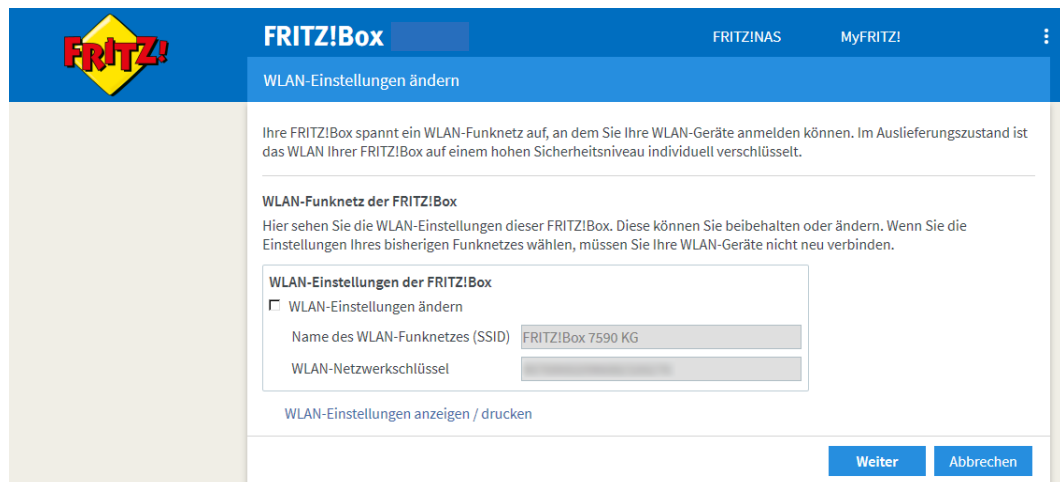 FRITZ!
FRITZ!Box
FRITZ!NAS
MyFRITZ!
WLAN-Einstellungen ändern
Ihre FRITZ!Box spannt ein WLAN-Funknetz auf, an dem Sie Ihre WLAN-Geräte anmelden können. Im Auslieferungszustand ist
das WLAN Ihrer FRITZ!Box auf einem hohen Sicherheitsniveau individuell verschlüsselt.
WLAN-Funknetz der FRITZ!Box
Hier sehen Sie die WLAN-Einstellungen dieser FRITZ!Box. Diese können Sie beibehalten oder ändern. Wenn Sie die
Einstellungen Ihres bisherigen Funknetzes wählen, müssen Sie Ihre WLAN-Geräte nicht neu verbinden.
WLAN-Einstellungen der FRITZ!Box
WLAN-Einstellungen ändern
Name des WLAN-Funknetzes (SSID) FRITZ!Box 7590 KG
WLAN-Netzwerkschlüssel
WLAN-Einstellungen anzeigen / drucken
Weiter
Abbrechen